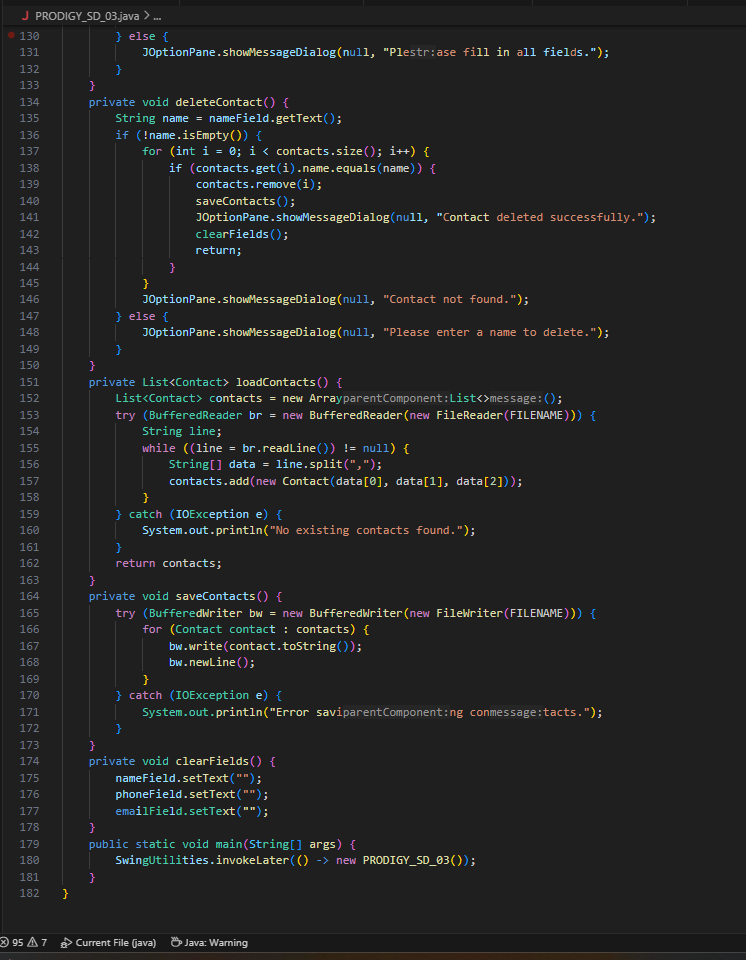 J PRODIGY_SD_03.java > ...
130 } else {
131 JOptionPane.showMessageDialog(null, "Plestr:ase fill in all fields.");
132 }
133 }
134 private void deleteContact() {
135 String name = nameField.getText();
136 if (!name.isEmpty()) {
137 for (int i = 0; i < contacts.size(); i++) {
138 if (contacts.get(i).name.equals(name)) {
139 contacts.remove(i);
140 saveContacts();
141 JOptionPane.showMessageDialog(null, "Contact deleted successfully.");
142 clearFields();
143 return;
144 }
145 }
146 JOptionPane.showMessageDialog(null, "Contact not found.");
147 } else {
148 JOptionPane.showMessageDialog(null, "Please enter a name to delete.");
149 }
150 }
151 private List<Contact> loadContacts() {
152 List<Contact> contacts = new ArrayparentComponent:List<>message:();
153 try (BufferedReader br = new BufferedReader(new FileReader(FILENAME))) {
154 String line;
155 while ((line = br.readLine()) != null) {
156 String[] data = line.split(",");
157 contacts.add(new Contact(data[0], data[1], data[2]));
158 }
159 } catch (IOException e) {
160 System.out.println("No existing contacts found.");
161 }
162 return contacts;
163 }
164 private void saveContacts() {
165 try (BufferedWriter bw = new BufferedWriter(new FileWriter(FILENAME))) {
166 for (Contact contact : contacts) {
167 bw.write(contact.toString());
168 bw.newLine();
169 }
170 } catch (IOException e) {
171 System.out.println("Error saviparentComponent:ng conmessage:tacts.");
172 }
173 }
174 private void clearFields() {
175 nameField.setText("");
176 phoneField.setText("");
177 emailField.setText("");
178 }
179 public static void main(String[] args) {
180 SwingUtilities.invokeLater(() -> new PRODIGY_SD_03());
181 }
182 }
95 7 Current File (java) Java: Warning